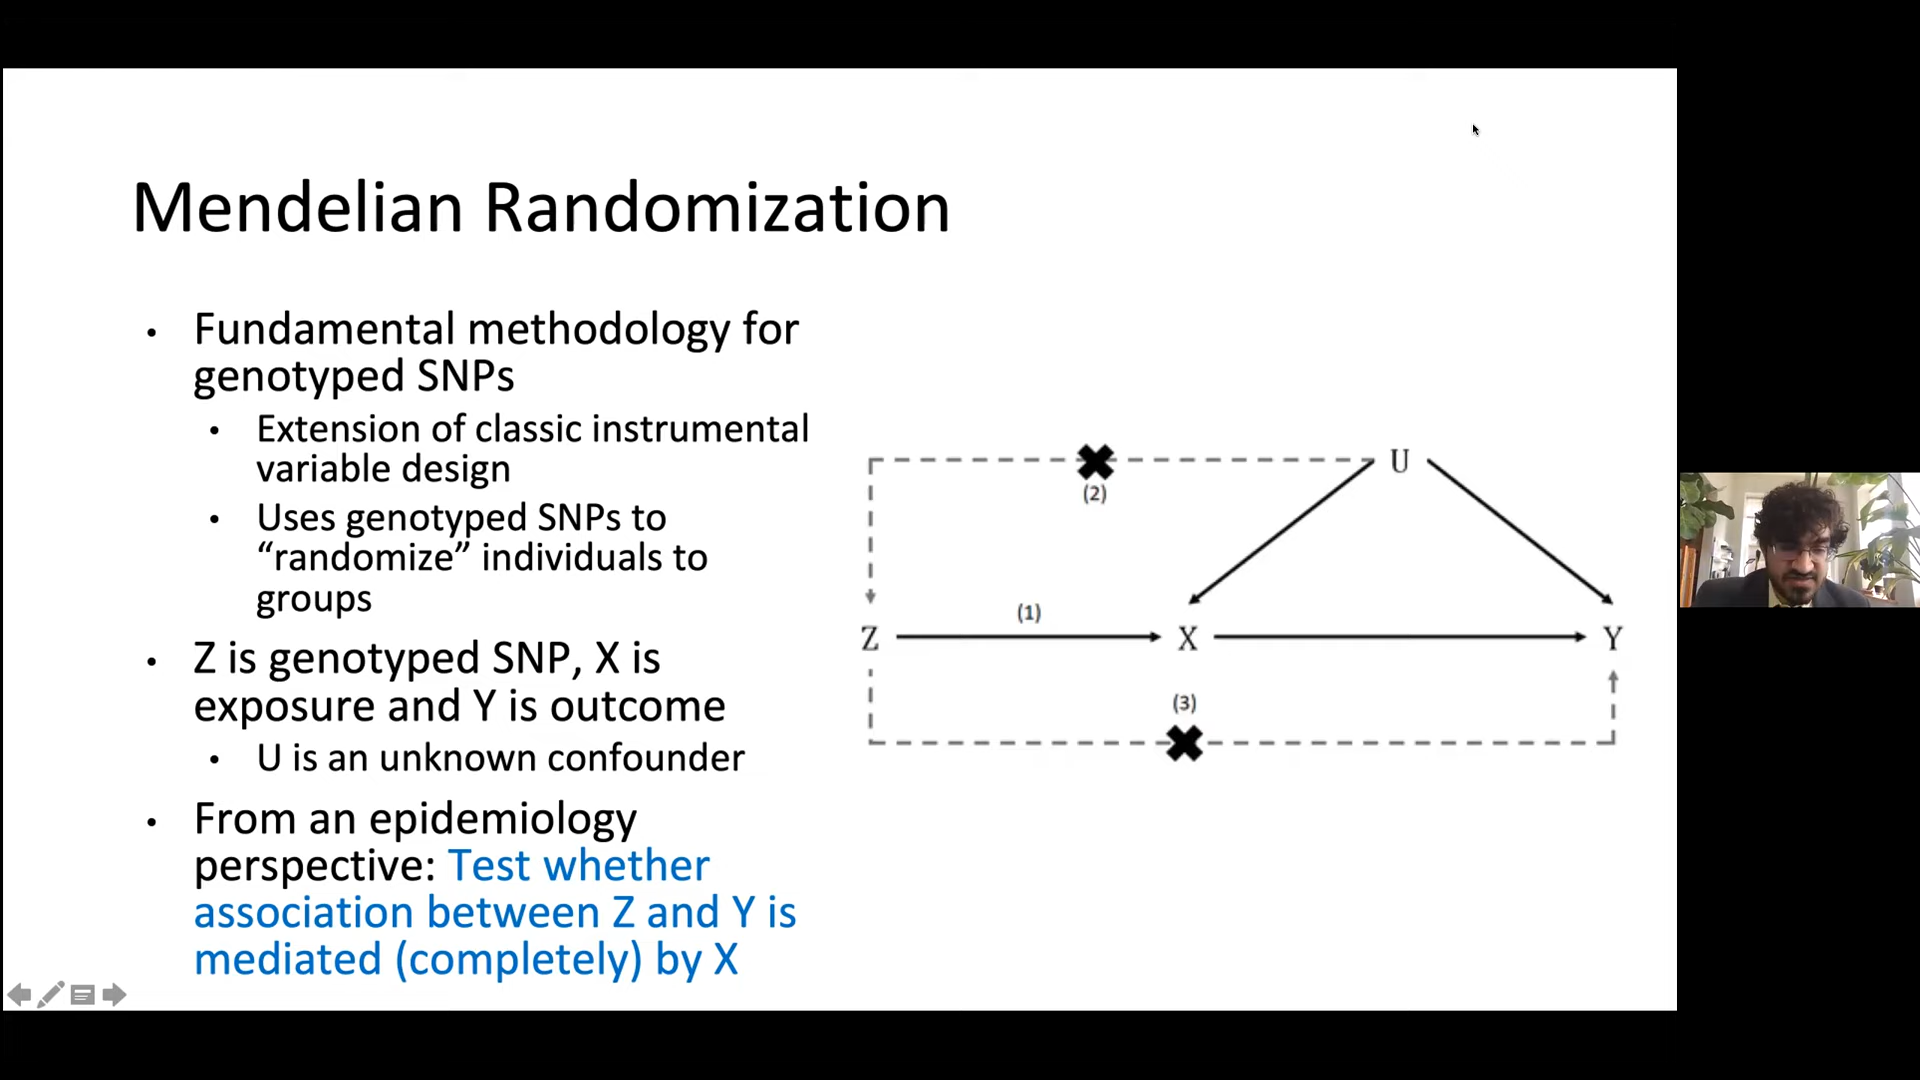 Mendelian Randomization
• Fundamental methodology for
genotyped SNPs
• Extension of classic instrumental
variable design
• Uses genotyped SNPs to
“randomize” individuals to
groups
• Z is genotyped SNP, X is
exposure and Y is outcome
• U is an unknown confounder
• From an epidemiology
perspective: Test whether
association between Z and Y is
mediated (completely) by X
U
(2)
(1)
Z X Y
(3)